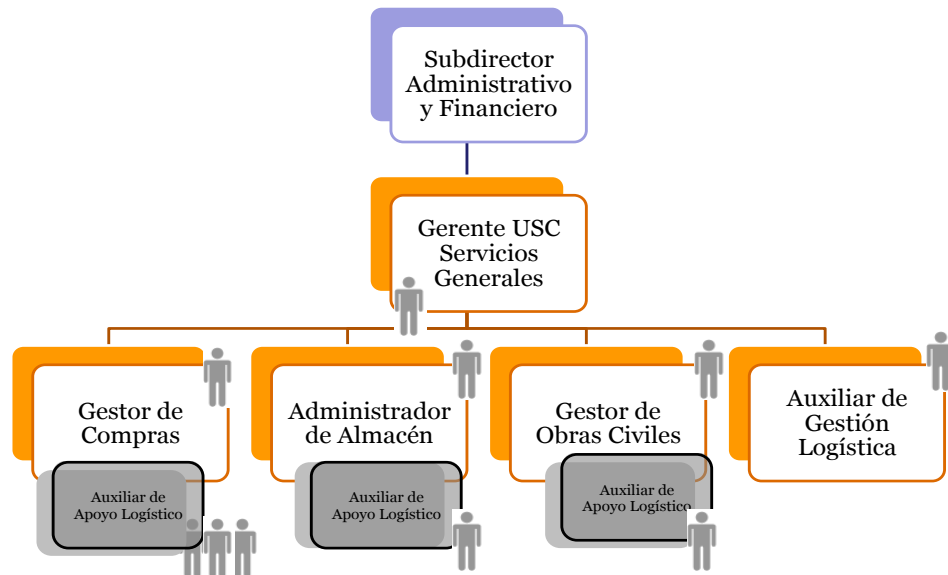 Subdirector
Administrativo
y Financiero
Gerente USC
Servicios
Generales
Gestor de
Compras
Administrador
de Almacén
Gestor de
Obras Civiles
Auxiliar de
Gestión
Logística
Auxiliar de
Apoyo Logístico
Auxiliar de
Apoyo Logístico
Auxiliar de
Apoyo Logístico